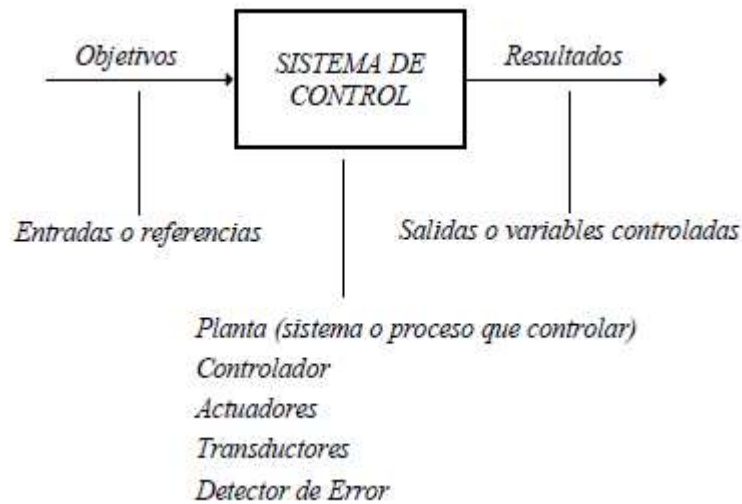 Objetivos
SISTEMA DE
CONTROL
Resultados
Entradas o referencias
Salidas o variables controladas
Planta (sistema o proceso que controlar)
Controlador
Actuadores
Transductores
Detector de Error